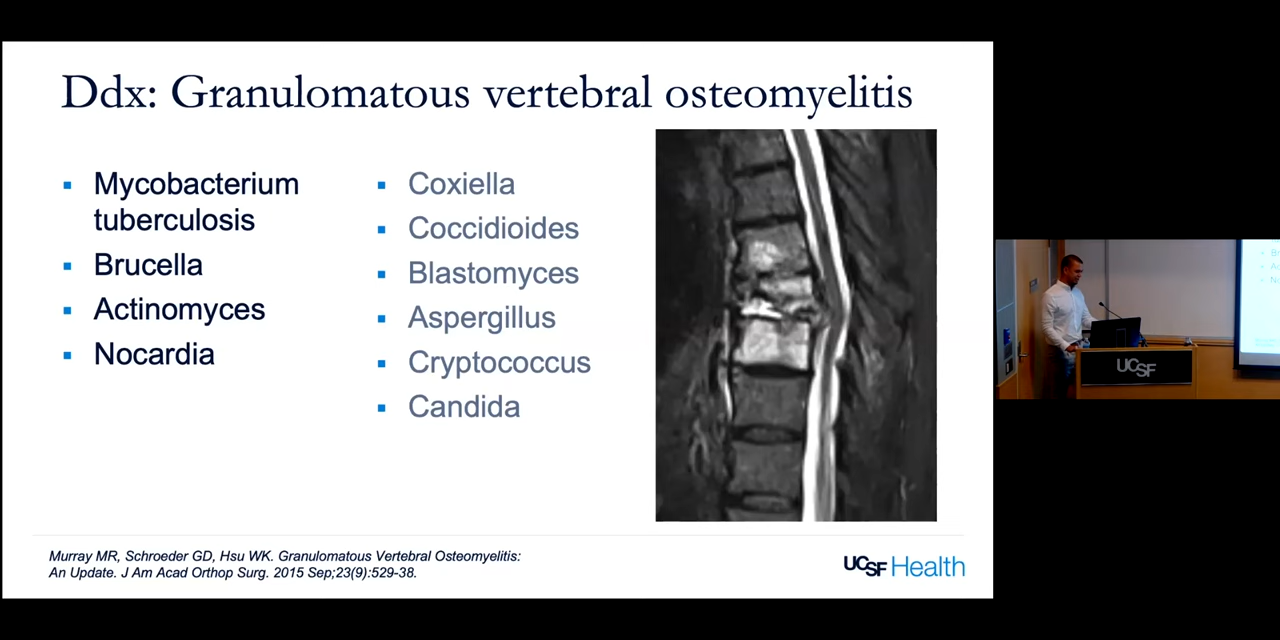 Ddx: Granulomatous vertebral osteomyelitis
Mycobacterium
tuberculosis
Brucella
Actinomyces
Nocardia
Coxiella
Coccidioides
Blastomyces
Aspergillus
Cryptococcus
Candida
Murray MR, Schroeder GD, Hsu WK. Granulomatous Vertebral Osteomyelitis:
An Update. J Am Acad Orthop Surg. 2015 Sep;23(9):529-38.
UCSF Health
UCSF